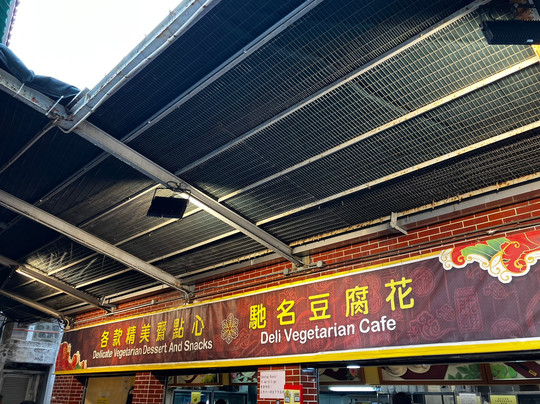 各款精美齋點心
Delicate Vegetarian Dessert And Snacks
馳名豆腐花
Deli Vegetarian Cafe